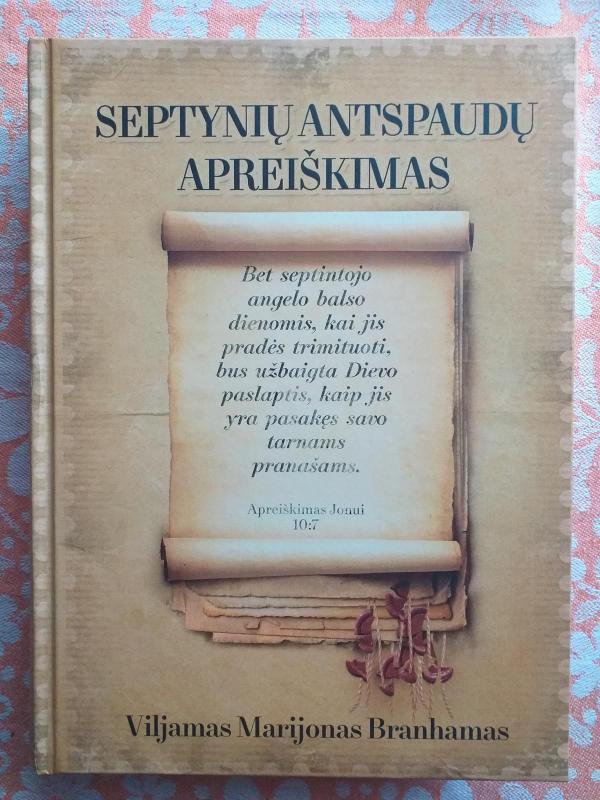 SEPTYNIŲ ANTSPAUDŲ
APREIŠKIMAS
Bet septintojo
angelo balso
dienomis, kai jis
pradės trimituoti,
bus užbaigta Dievo
paslaptis, kaip jis
yra pasakęs savo
tarnams
pranašams.
Apreiškimas Jonui
10:7
Viljamas Marijonas Branhamas